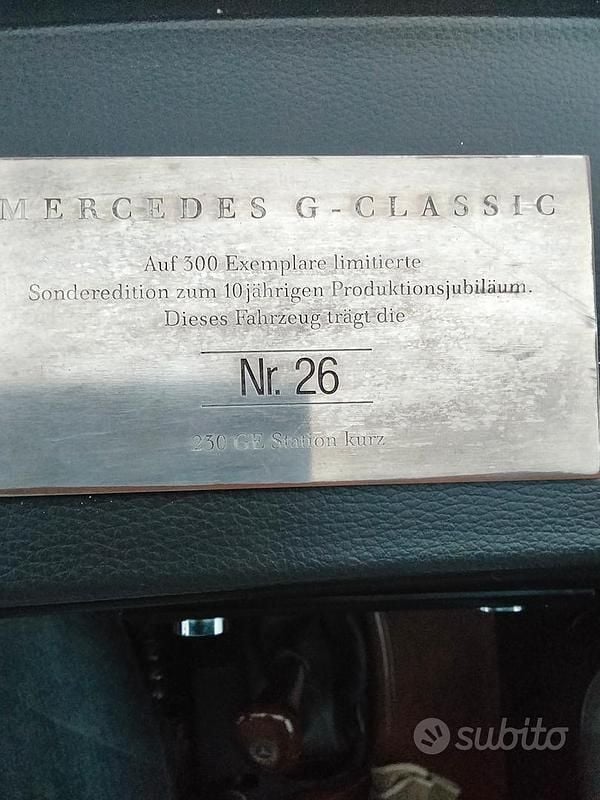 MERCEDES G-CLASSIC
Auf 300 Exemplare limitierte
Sonderedition zum 10jährigen Produktionsjubiläum.
Dieses Fahrzeug trägt die
Nr. 26
230 GE Station kurz
subito